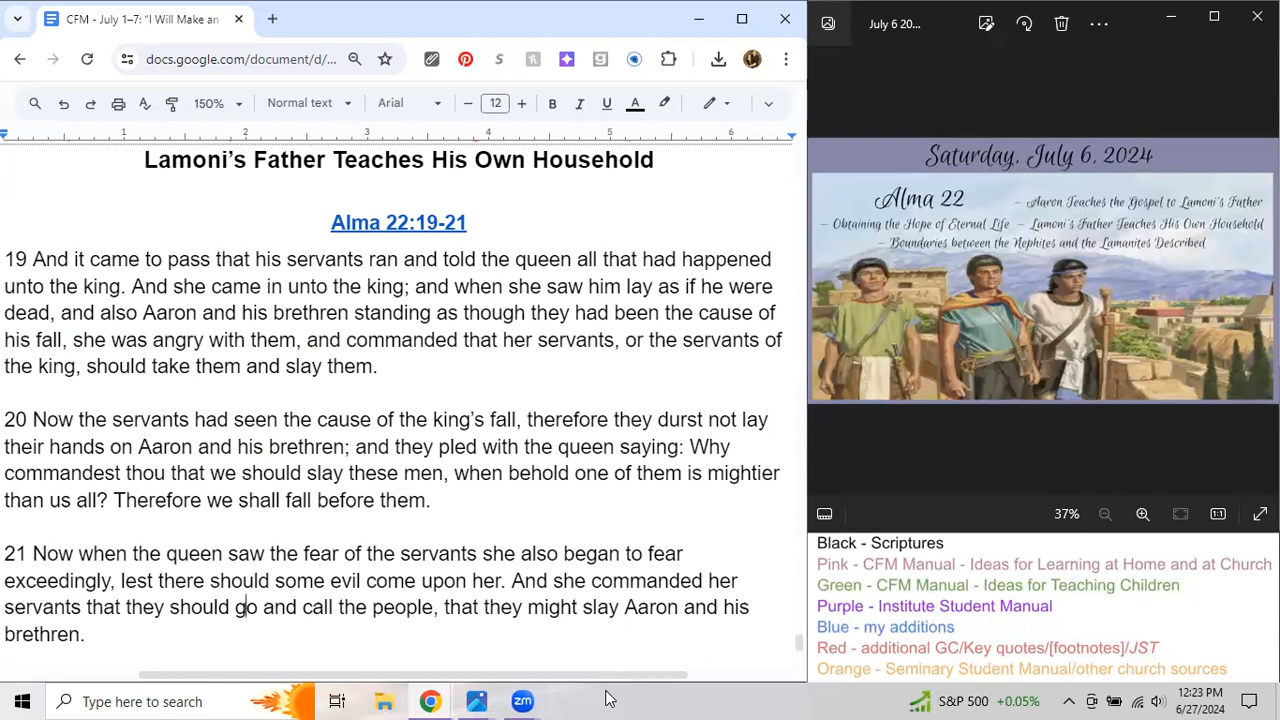 CFM - July 1–7: “I Will Make an
docs.google.com/document/d/...
150%
Normal text
Arial
12
B I U A
1 2 3 4 5 6
Lamoni’s Father Teaches His Own Household
Alma 22:19-21
19 And it came to pass that his servants ran and told the queen all that had happened
unto the king. And she came in unto the king; and when she saw him lay as if he were
dead, and also Aaron and his brethren standing as though they had been the cause of
his fall, she was angry with them, and commanded that her servants, or the servants of
the king, should take them and slay them.
20 Now the servants had seen the cause of the king’s fall, therefore they durst not lay
their hands on Aaron and his brethren; and they pled with the queen saying: Why
commandest thou that we should slay these men, when behold one of them is mightier
than us all? Therefore we shall fall before them.
21 Now when the queen saw the fear of the servants she also began to fear
exceedingly, lest there should some evil come upon her. And she commanded her
servants that they should go and call the people, that they might slay Aaron and his
brethren.
July 6 20...
Saturday, July 6, 2024
Alma 22
– Aaron Teaches the Gospel to Lamoni’s Father
– Obtaining the Hope of Eternal Life – Lamoni’s Father Teaches His Own Household
– Boundaries between the Nephites and the Lamanites Described
37%
1:1
Black - Scriptures
Pink - CFM Manual - Ideas for Learning at Home and at Church
Green - CFM Manual - Ideas for Teaching Children
Purple - Institute Student Manual
Blue - my additions
Red - additional GC/Key quotes/[footnotes]/JST
Orange - Seminary Student Manual/other church sources
Type here to search
zm
S&P 500 +0.05%
12:23 PM
6/27/2024